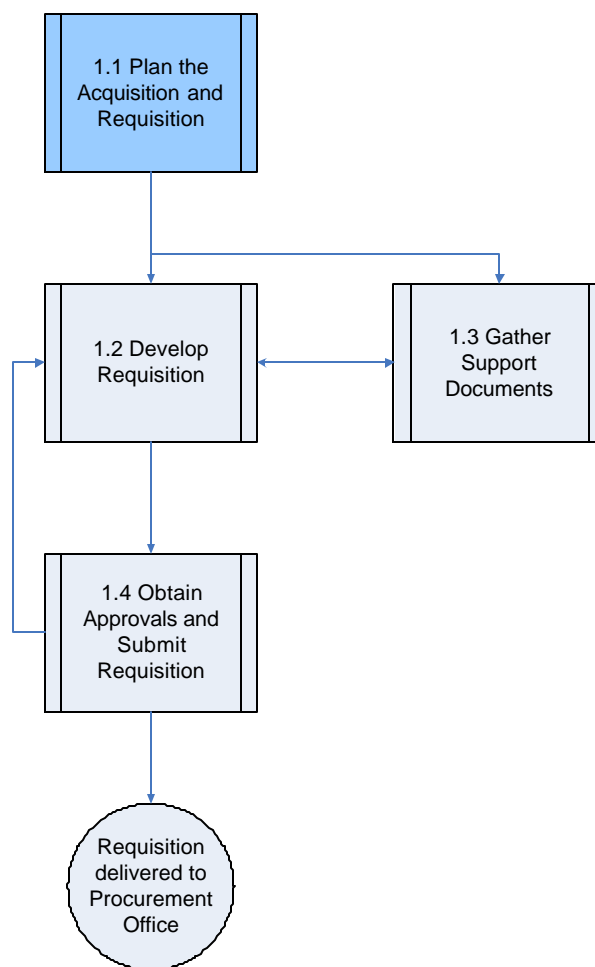 1.1 Plan the
Acquisition and
Requisition
1.2 Develop
Requisition
1.3 Gather
Support
Documents
1.4 Obtain
Approvals and
Submit
Requisition
Requisition
delivered to
Procurement
Office